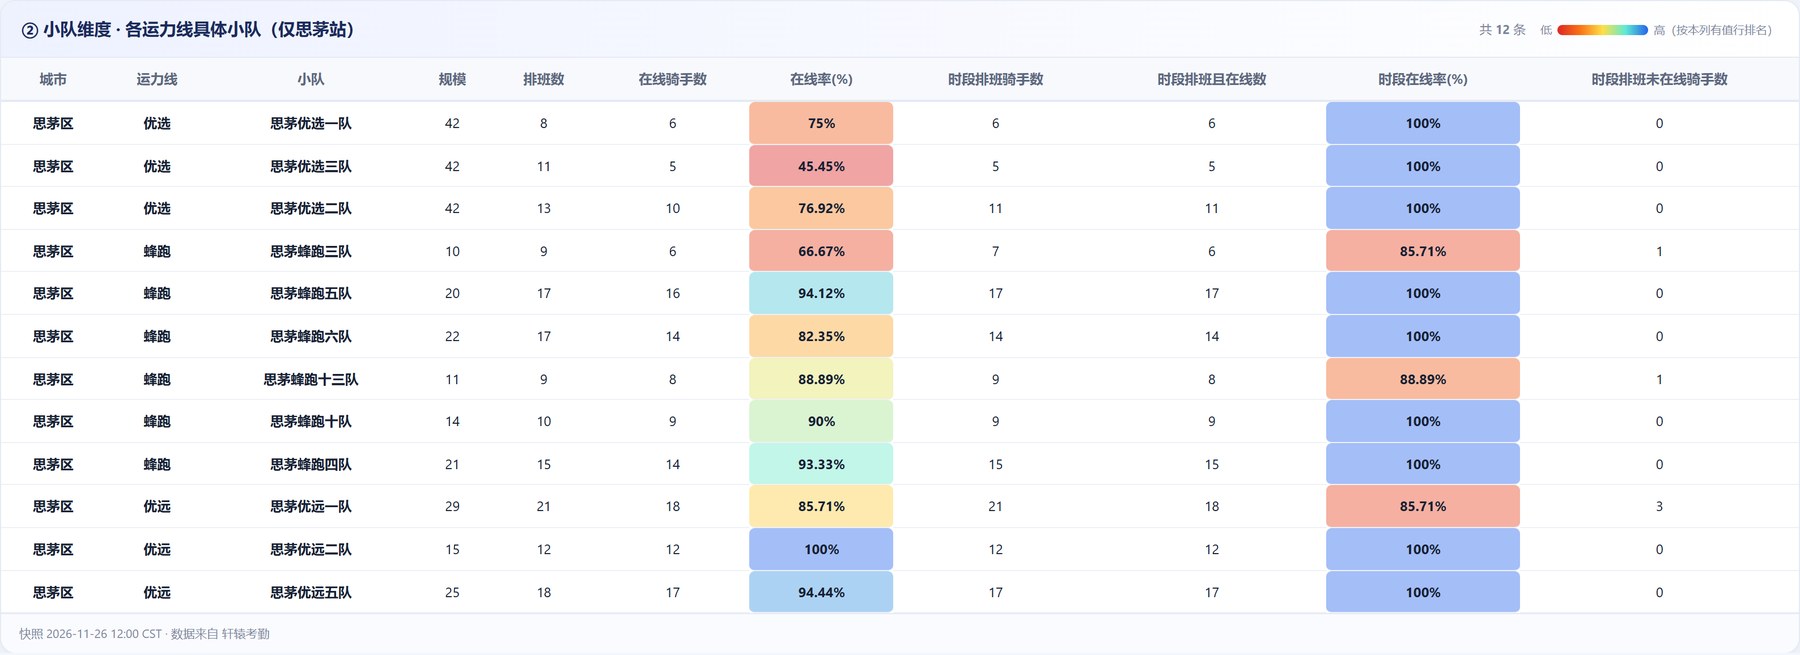 ② 小队维度 · 各运力线具体小队（仅思茅站）
共 12 条 低 高 (按本列有值行排名)
城市 运力线 小队 规模 排班数 在线骑手数 在线率(%) 时段排班骑手数 时段排班且在线数 时段在线率(%) 时段排班未在线骑手数
思茅区 优选 思茅优选一队 42 8 6 75% 6 6 100% 0
思茅区 优选 思茅优选三队 42 11 5 45.45% 5 5 100% 0
思茅区 优选 思茅优选二队 42 13 10 76.92% 11 11 100% 0
思茅区 蜂跑 思茅蜂跑三队 10 9 6 66.67% 7 6 85.71% 1
思茅区 蜂跑 思茅蜂跑五队 20 17 16 94.12% 17 17 100% 0
思茅区 蜂跑 思茅蜂跑六队 22 17 14 82.35% 14 14 100% 0
思茅区 蜂跑 思茅蜂跑十三队 11 9 8 88.89% 9 8 88.89% 1
思茅区 蜂跑 思茅蜂跑十队 14 10 9 90% 9 9 100% 0
思茅区 蜂跑 思茅蜂跑四队 21 15 14 93.33% 15 15 100% 0
思茅区 优远 思茅优远一队 29 21 18 85.71% 21 18 85.71% 3
思茅区 优远 思茅优远二队 15 12 12 100% 12 12 100% 0
思茅区 优远 思茅优远五队 25 18 17 94.44% 17 17 100% 0
快照 2026-11-26 12:00 CST · 数据来自 轩辕考勤